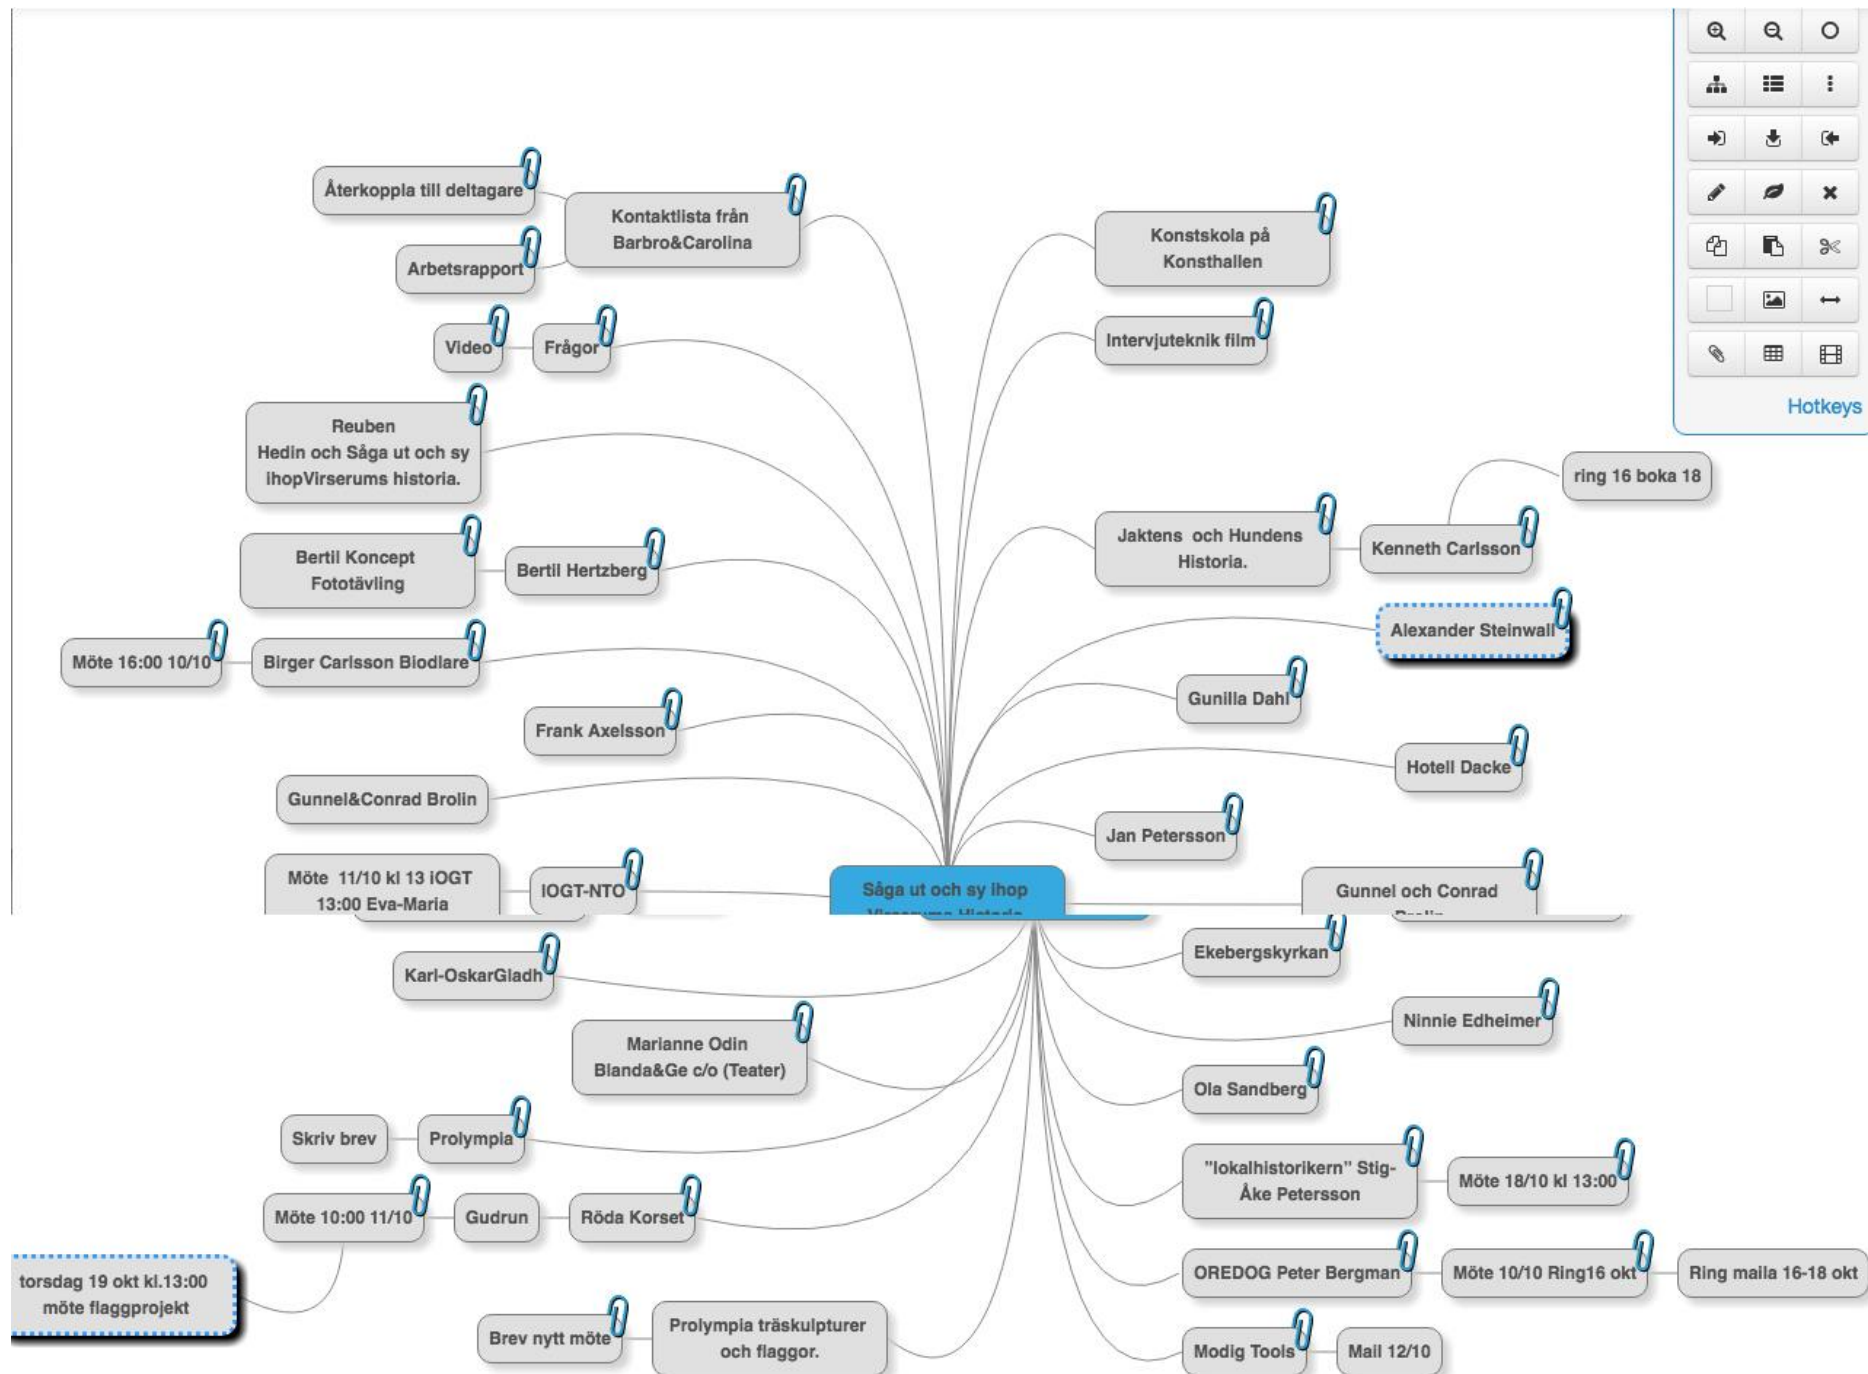 Återkoppla till deltagare
Kontaktlista från
Barbro&Carolina
Arbetsrapport
Video
Frågor
Reuben
Hedin och Såga ut och sy
ihopVirserums historia.
Bertil Koncept
Fototävling
Bertil Hertzberg
Möte 16:00 10/10
Birger Carlsson Biodlare
Frank Axelsson
Gunnel&Conrad Brolin
Möte 11/10 kl 13 iOGT
13:00 Eva-Maria
IOGT-NTO
Såga ut och sy ihop
Virserums Historia
Konstskola på
Konsthallen
Intervjuteknik film
Hotkeys
ring 16 boka 18
Jaktens och Hundens
Historia.
Kenneth Carlsson
Alexander Steinwall
Gunilla Dahl
Hotell Dacke
Jan Petersson
Gunnel och Conrad
Brolin
Karl-OskarGladh
Marianne Odin
Blanda&Ge c/o (Teater)
Skriv brev
Prolympia
Möte 10:00 11/10
Gudrun
Röda Korset
torsdag 19 okt kl.13:00
möte flaggprojekt
Brev nytt möte
Prolympia träskulpturer
och flaggor.
Ekebergskyrkan
Ninnie Edheimer
Ola Sandberg
"lokalhistorikern" Stig-
Åke Petersson
Möte 18/10 kl 13:00
OREDOG Peter Bergman
Möte 10/10 Ring16 okt
Ring maila 16-18 okt
Modig Tools
Mail 12/10